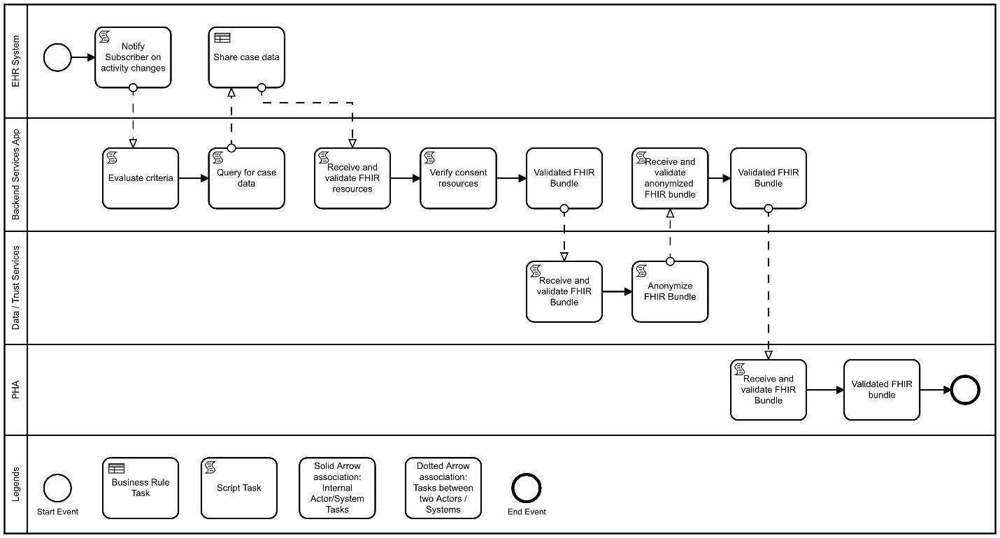 EHR System
Notify
Subscriber on
activity changes
Share case data
Backend Services App
Evaluate criteria
Query for case
data
Receive and
validate FHIR
resources
Verify consent
resources
Validated FHIR
Bundle
Receive and
validate
anonymized
FHIR bundle
Validated FHIR
Bundle
Data / Trust Services
Receive and
validate FHIR
Bundle
Anonymize
FHIR Bundle
PHA
Receive and
validate FHIR
Bundle
Validated FHIR
bundle
Legends
Start Event
Business Rule
Task
Script Task
Solid Arrow
association:
Internal
Actor/System
Tasks
Dotted Arrow
association:
Tasks between
two Actors /
Systems
End Event